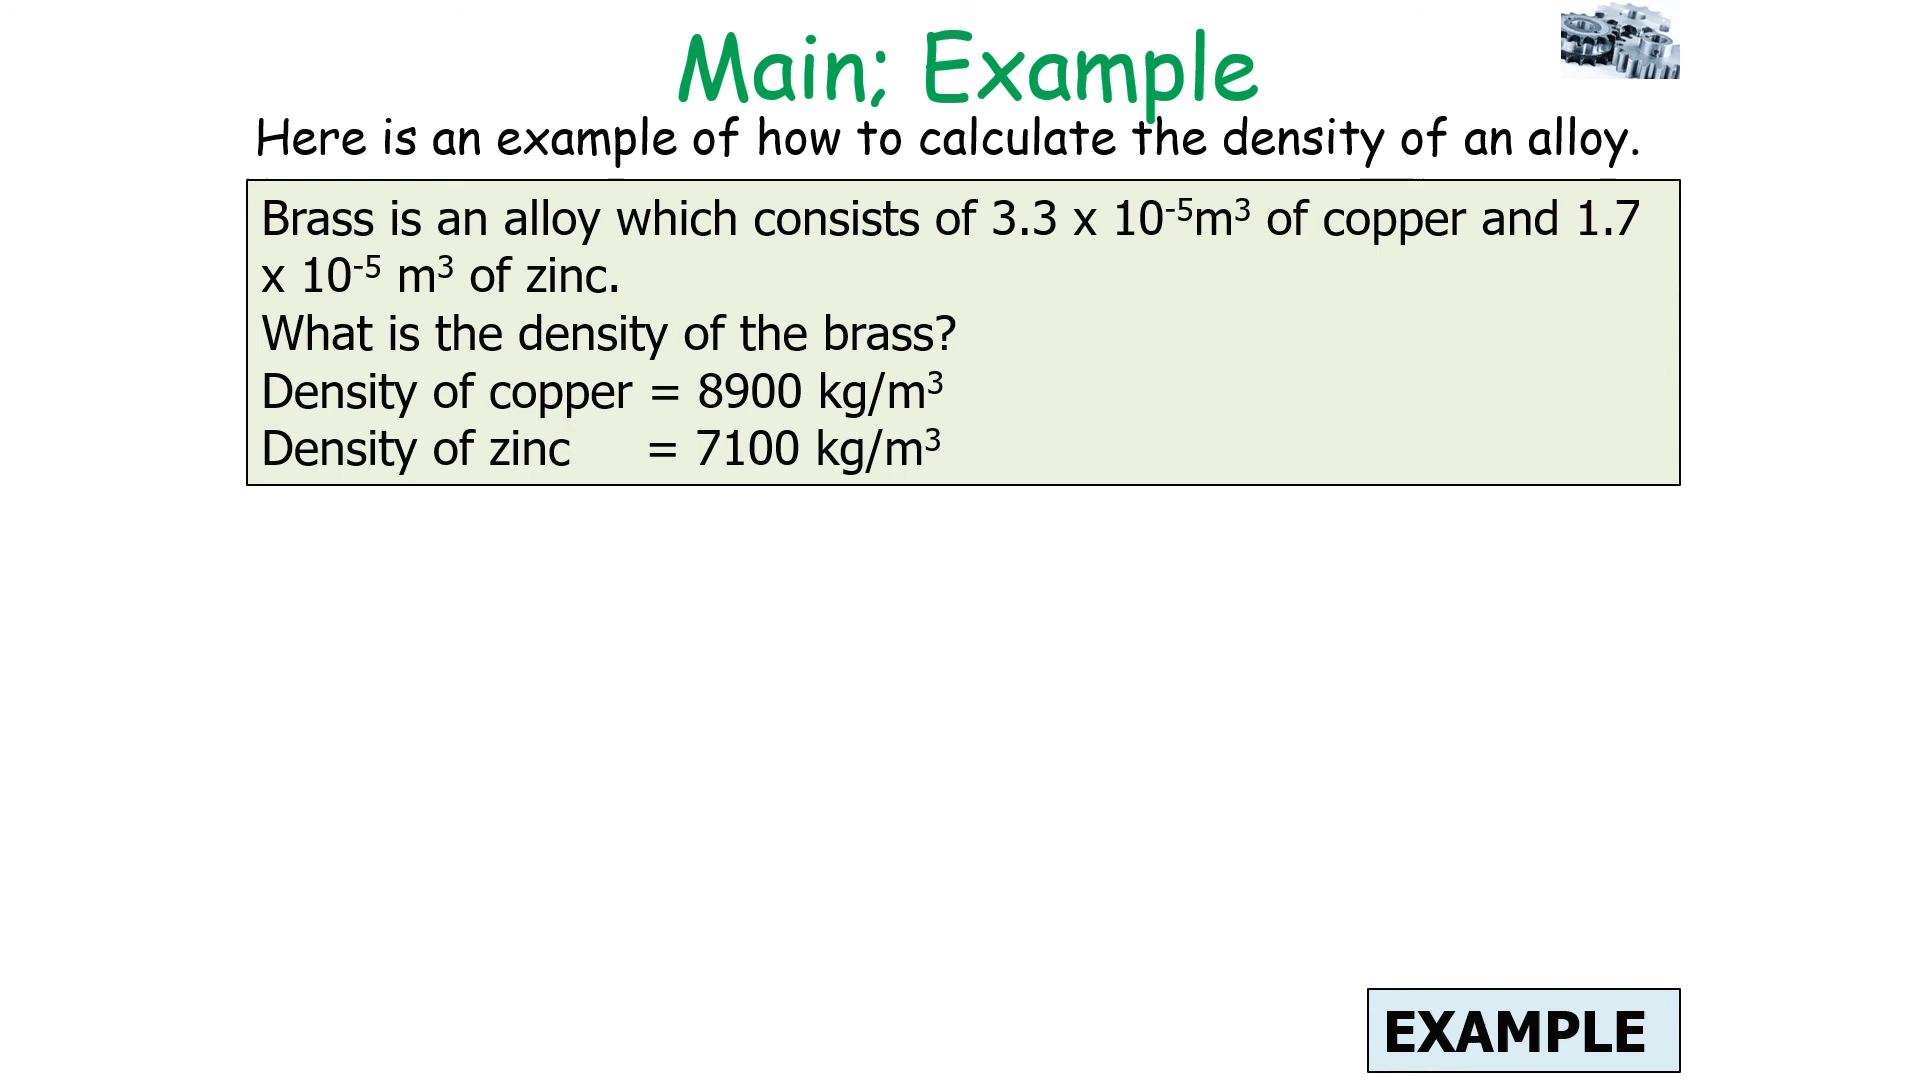 Main; Example
Here is an example of how to calculate the density of an alloy.
Brass is an alloy which consists of 3.3 x 10⁻⁵m³ of copper and 1.7
x 10⁻⁵ m³ of zinc.
What is the density of the brass?
Density of copper = 8900 kg/m³
Density of zinc = 7100 kg/m³
EXAMPLE